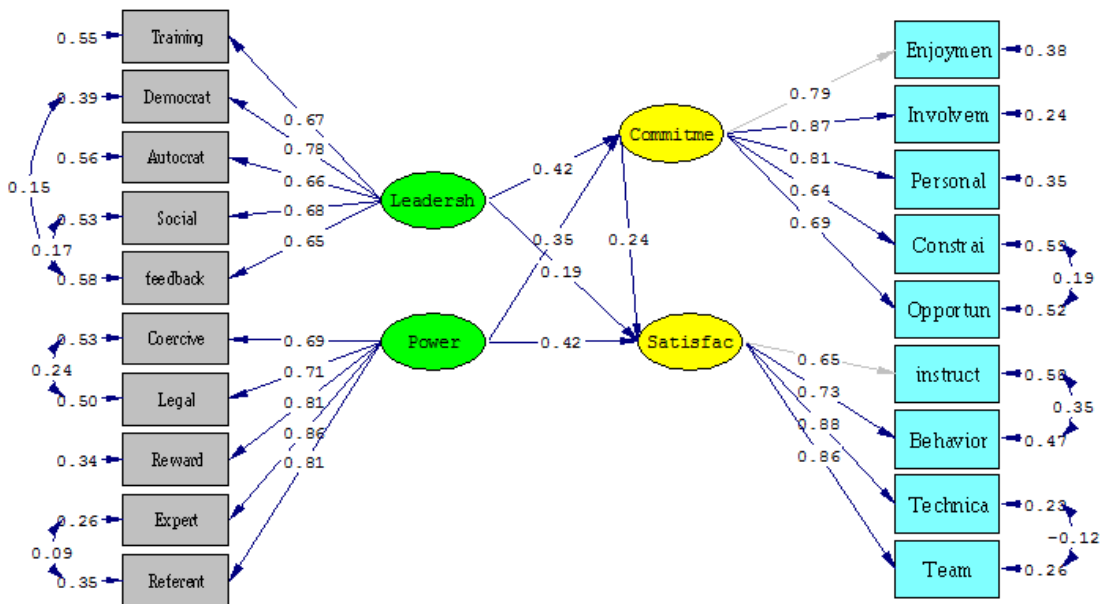 0.55 Training
0.39 Democrat
0.56 Autocrat
0.15
0.53 Social
0.17
0.58 feedback
0.53 Coercive
0.24
0.50 Legal
0.34 Reward
0.26 Expert
0.09
0.35 Referent
0.67
0.78
0.66
0.68
0.65
Leadersh
0.69
0.71
0.81
0.86
0.81
Power
0.42
0.35
0.24
0.19
0.42
Commitme
Satisfac
0.79
0.87
0.81
0.64
0.69
0.65
0.73
0.88
0.86
Enjoymen 0.38
Involvem 0.24
Personal 0.35
Constrai 0.59
0.19
Opportun 0.52
instruct 0.58
0.35
Behavior 0.47
Technica 0.23
-0.12
Team 0.26